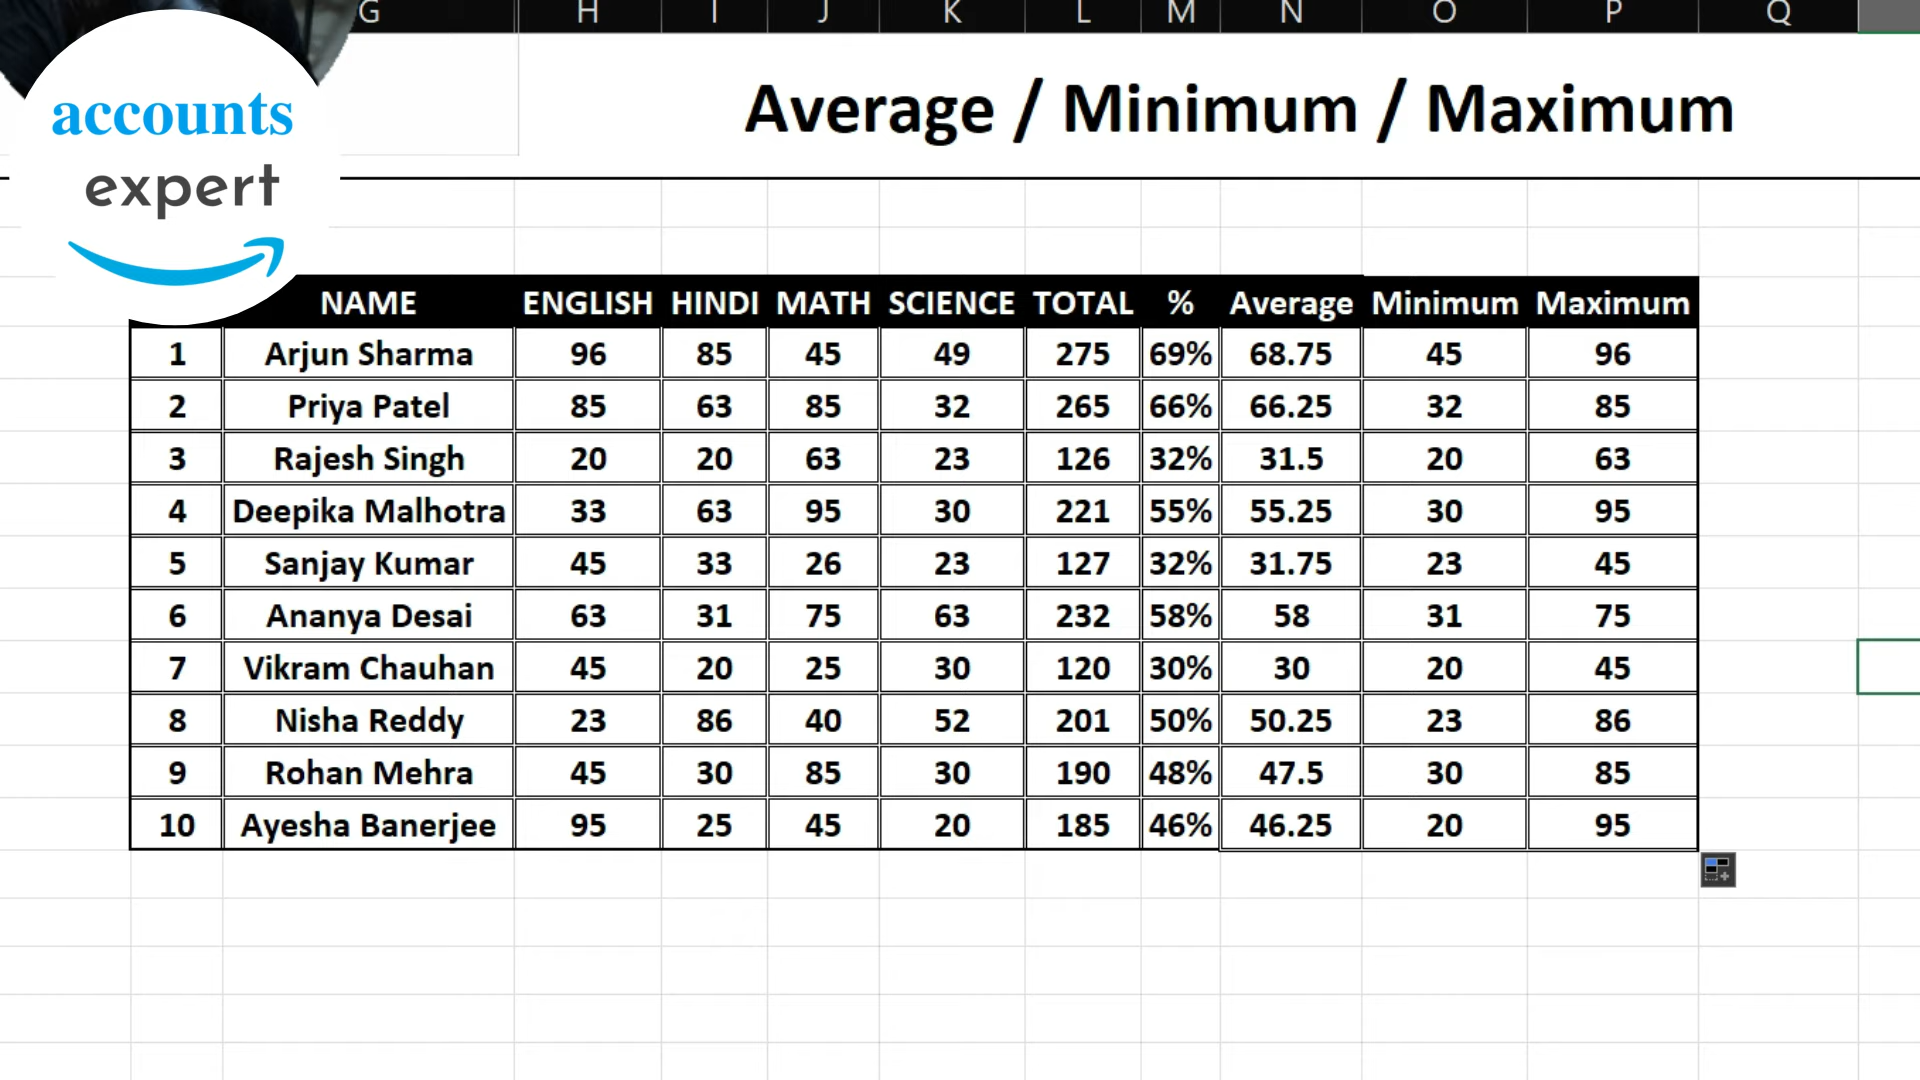 G H I J K L M N O P Q
accounts
expert
Average / Minimum / Maximum
NAME ENGLISH HINDI MATH SCIENCE TOTAL % Average Minimum Maximum
1 Arjun Sharma 96 85 45 49 275 69% 68.75 45 96
2 Priya Patel 85 63 85 32 265 66% 66.25 32 85
3 Rajesh Singh 20 20 63 23 126 32% 31.5 20 63
4 Deepika Malhotra 33 63 95 30 221 55% 55.25 30 95
5 Sanjay Kumar 45 33 26 23 127 32% 31.75 23 45
6 Ananya Desai 63 31 75 63 232 58% 58 31 75
7 Vikram Chauhan 45 20 25 30 120 30% 30 20 45
8 Nisha Reddy 23 86 40 52 201 50% 50.25 23 86
9 Rohan Mehra 45 30 85 30 190 48% 47.5 30 85
10 Ayesha Banerjee 95 25 45 20 185 46% 46.25 20 95